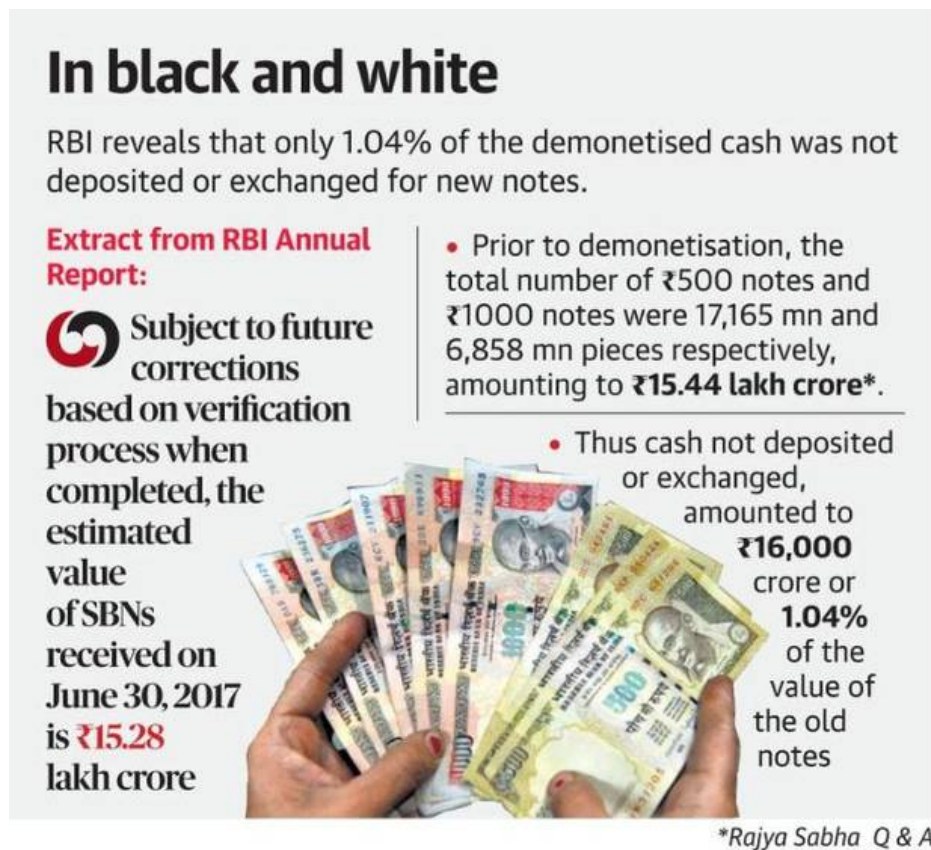 In black and white
RBI reveals that only 1.04% of the demonetised cash was not
deposited or exchanged for new notes.
Extract from RBI Annual
Report:
Subject to future
corrections
based on verification
process when
completed, the
estimated
value
of SBNs
received on
June 30, 2017
is ₹15.28
lakh crore
• Prior to demonetisation, the
total number of ₹500 notes and
₹1000 notes were 17,165 mn and
6,858 mn pieces respectively,
amounting to ₹15.44 lakh crore*.
• Thus cash not deposited
or exchanged,
amounted to
₹16,000
crore or
1.04%
of the
value of
the old
notes
500
*Rajya Sabha Q & A